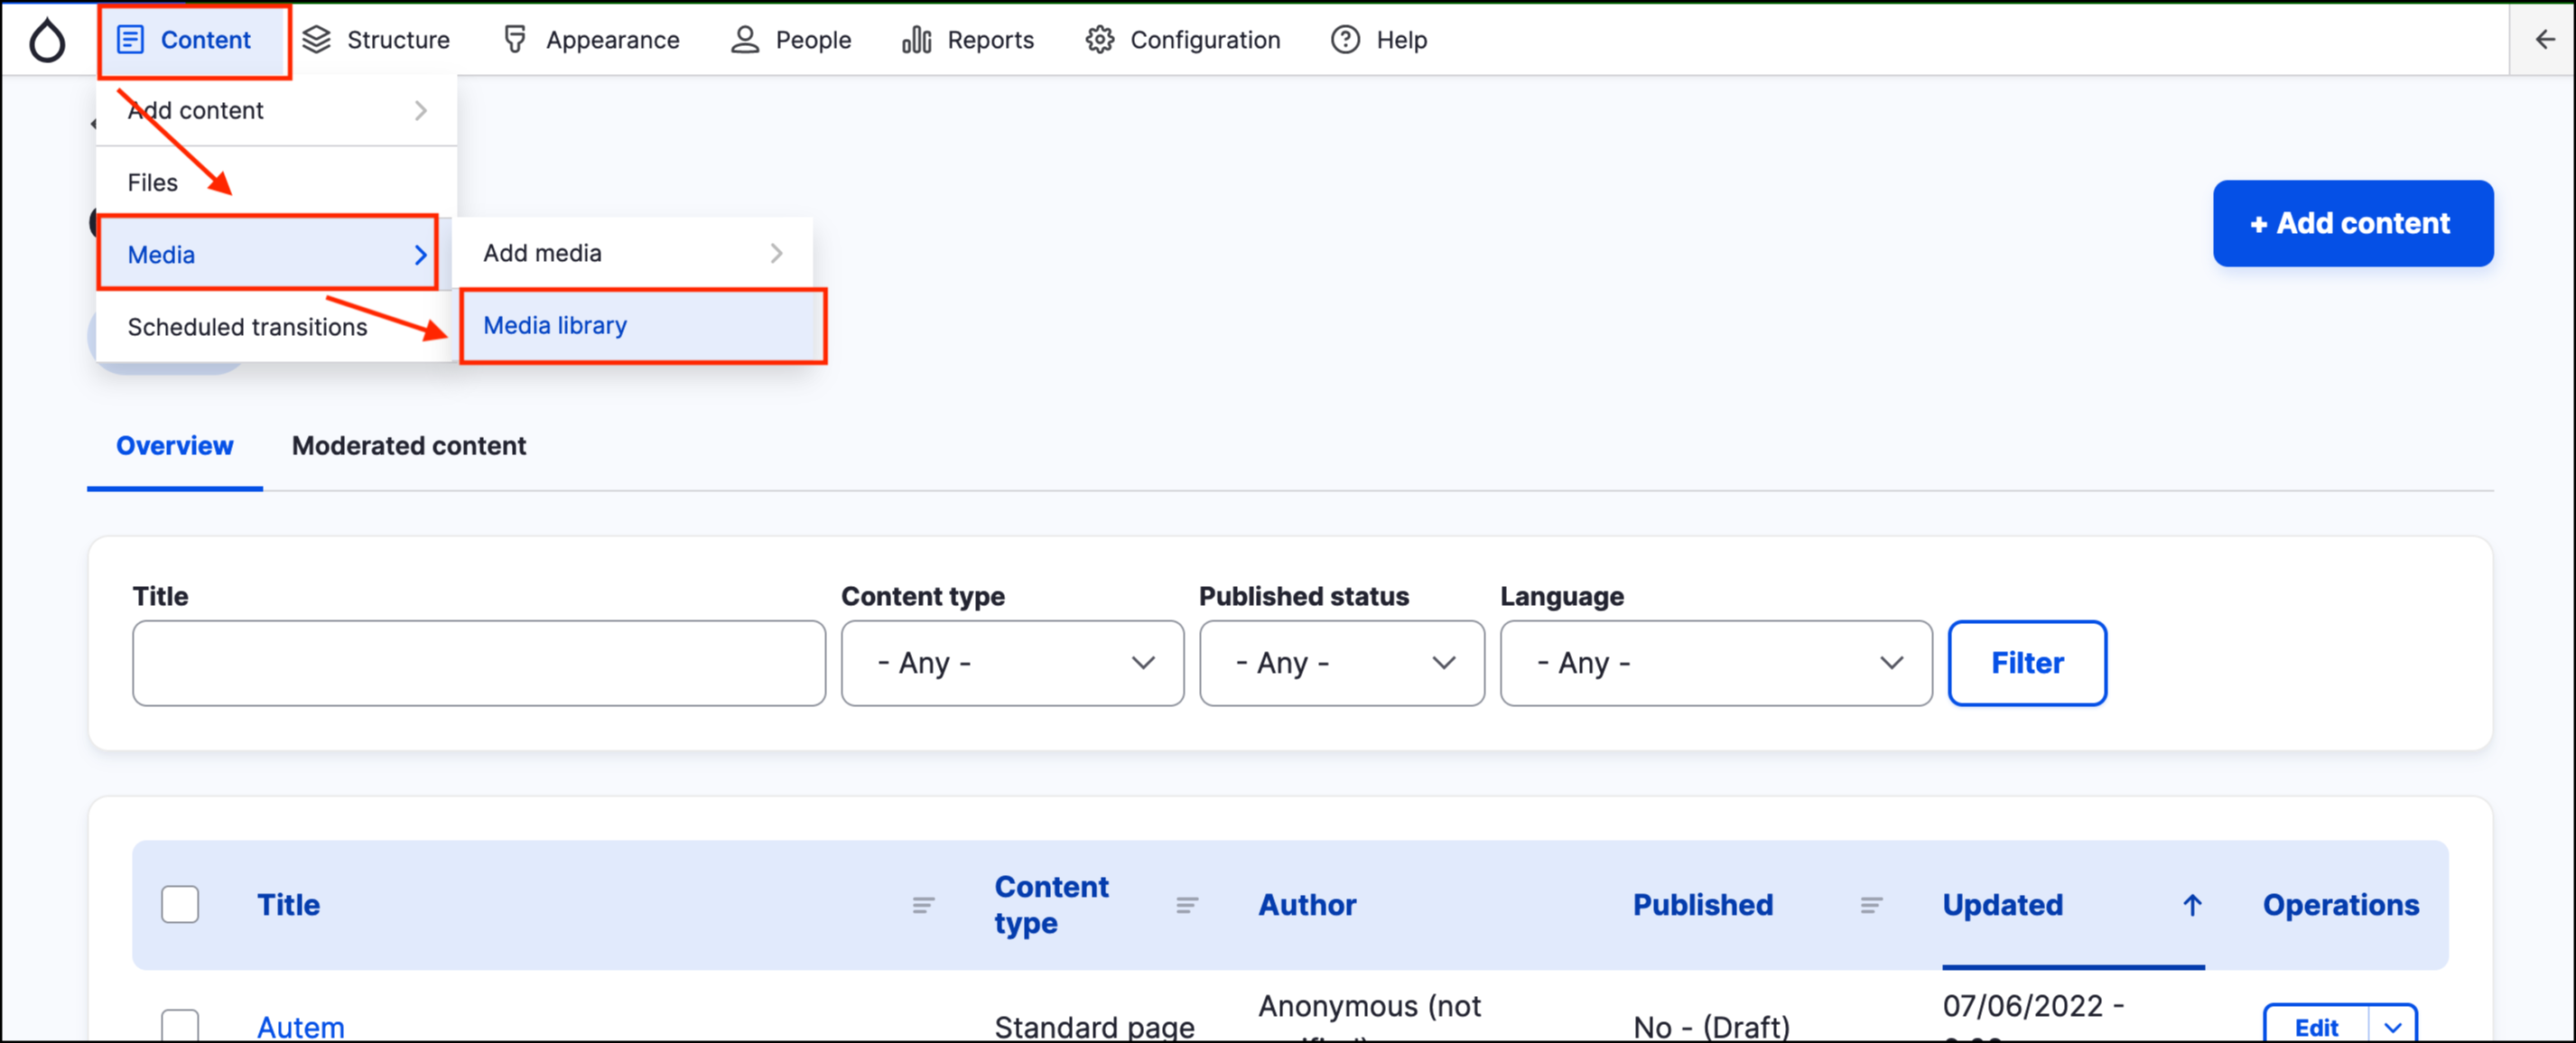 Content Structure Appearance People Reports Configuration Help
Add content
Files
Media
Scheduled transitions
Add media
Media library
+ Add content
Overview Moderated content
Title Content type Published status Language
- Any - - Any - - Any - Filter
Title Content type Author Published Updated Operations
Autem Standard page Anonymous (not No - (Draft) 07/06/2022 - Edit